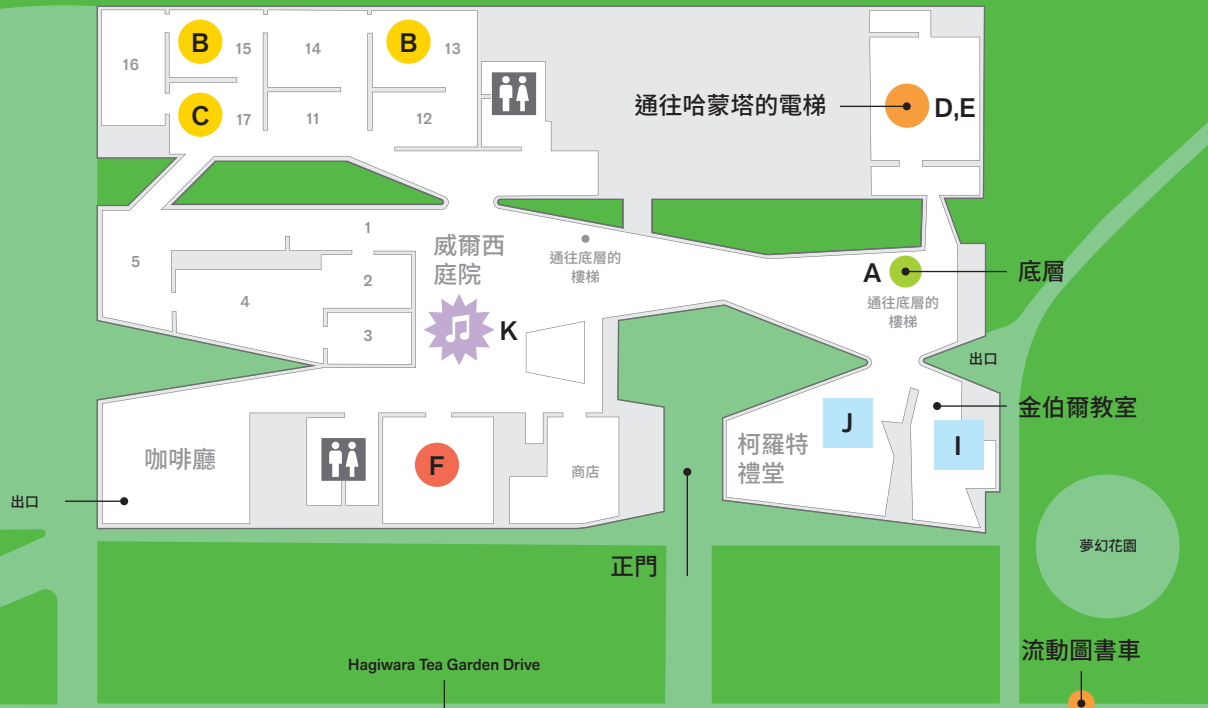 16
B
15
14
B
13
C
17
11
12
通往哈蒙塔的電梯
D,E
1
5
2
4
3
威爾西
庭院
通往底層的
樓梯
K
A
底層
通往底層的
樓梯
出口
金伯爾教室
J
I
柯羅特
禮堂
咖啡廳
F
商店
出口
正門
夢幻花園
Hagiwara Tea Garden Drive
流動圖書車